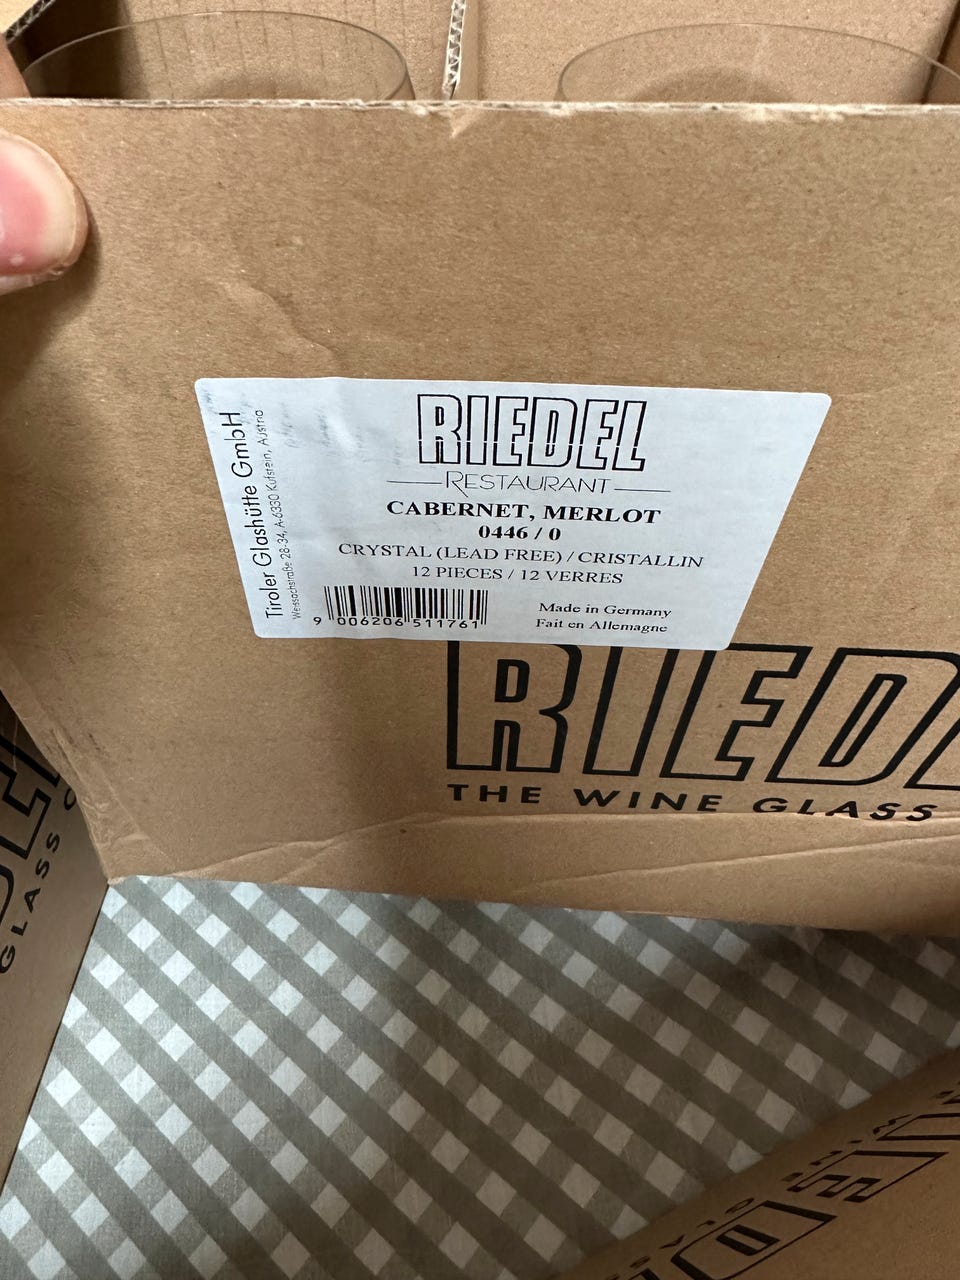 RIEDEL
RESTAURANT
CABERNET, MERLOT
0446 / 0
CRYSTAL (LEAD FREE) / CRISTALLIN
12 PIECES / 12 VERRES
Made in Germany
Fait en Allemagne
9 006206 511761
Tiroler Glashütte GmbH
Weissachstraße 28-34, A-6330 Kufstein, Austria
RIED
THE WINE GLASS
GLASS